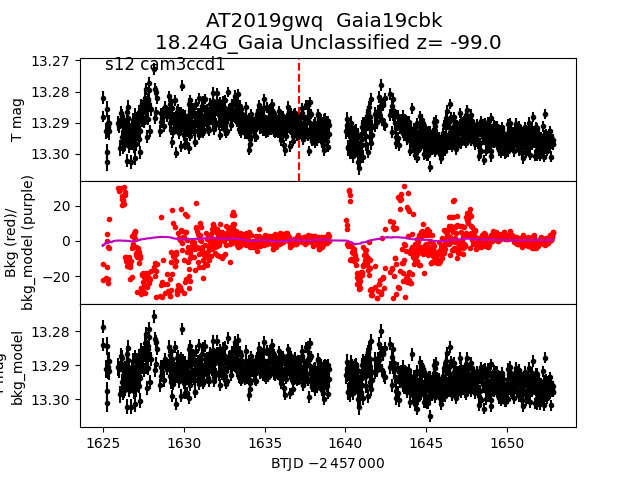 AT2019gwq  Gaia19cbk
18.24G_Gaia Unclassified z= -99.0
s12 cam3ccd1
13.27
13.28
13.29
13.30
T mag
20
0
−20
Bkg (red)/
bkg_model (purple)
13.28
13.29
13.30
mag
bkg_model
1625
1630
1635
1640
1645
1650
BTJD −2 457 000